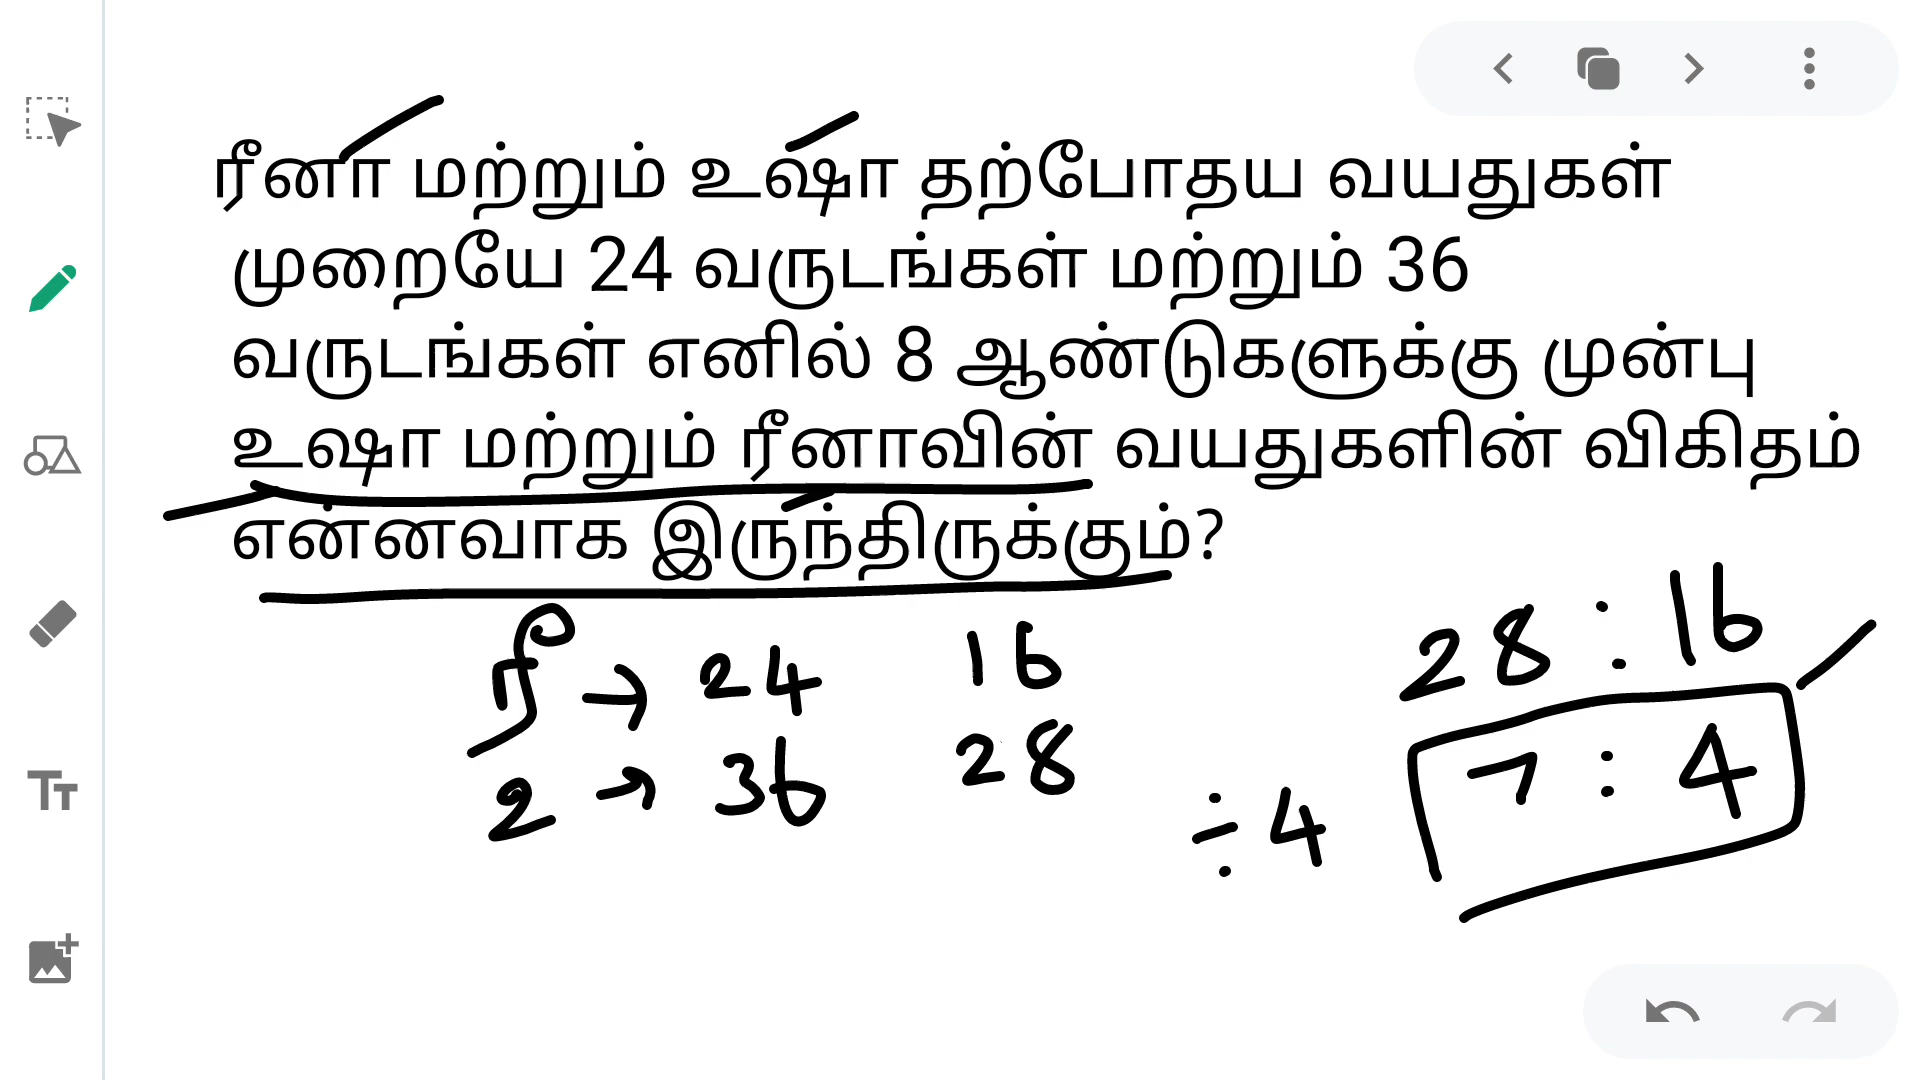 ரீனா மற்றும் உஷா தற்போதய வயதுகள்
முறையே 24 வருடங்கள் மற்றும் 36
வருடங்கள் எனில் 8 ஆண்டுகளுக்கு முன்பு
உஷா மற்றும் ரீனாவின் வயதுகளின் விகிதம்
என்னவாக இருந்திருக்கும்?
ரீ → 24 16
உ → 36 28
28 : 16
÷4 7 : 4
Tт